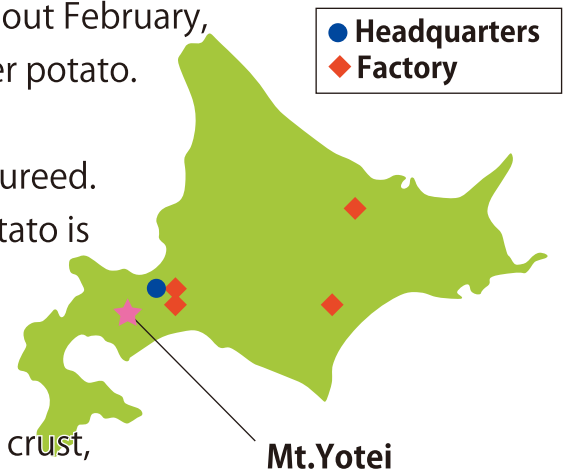 out February,
er potato.
ureed.
tato is
crust,
Headquarters
Factory
Mt.Yotei